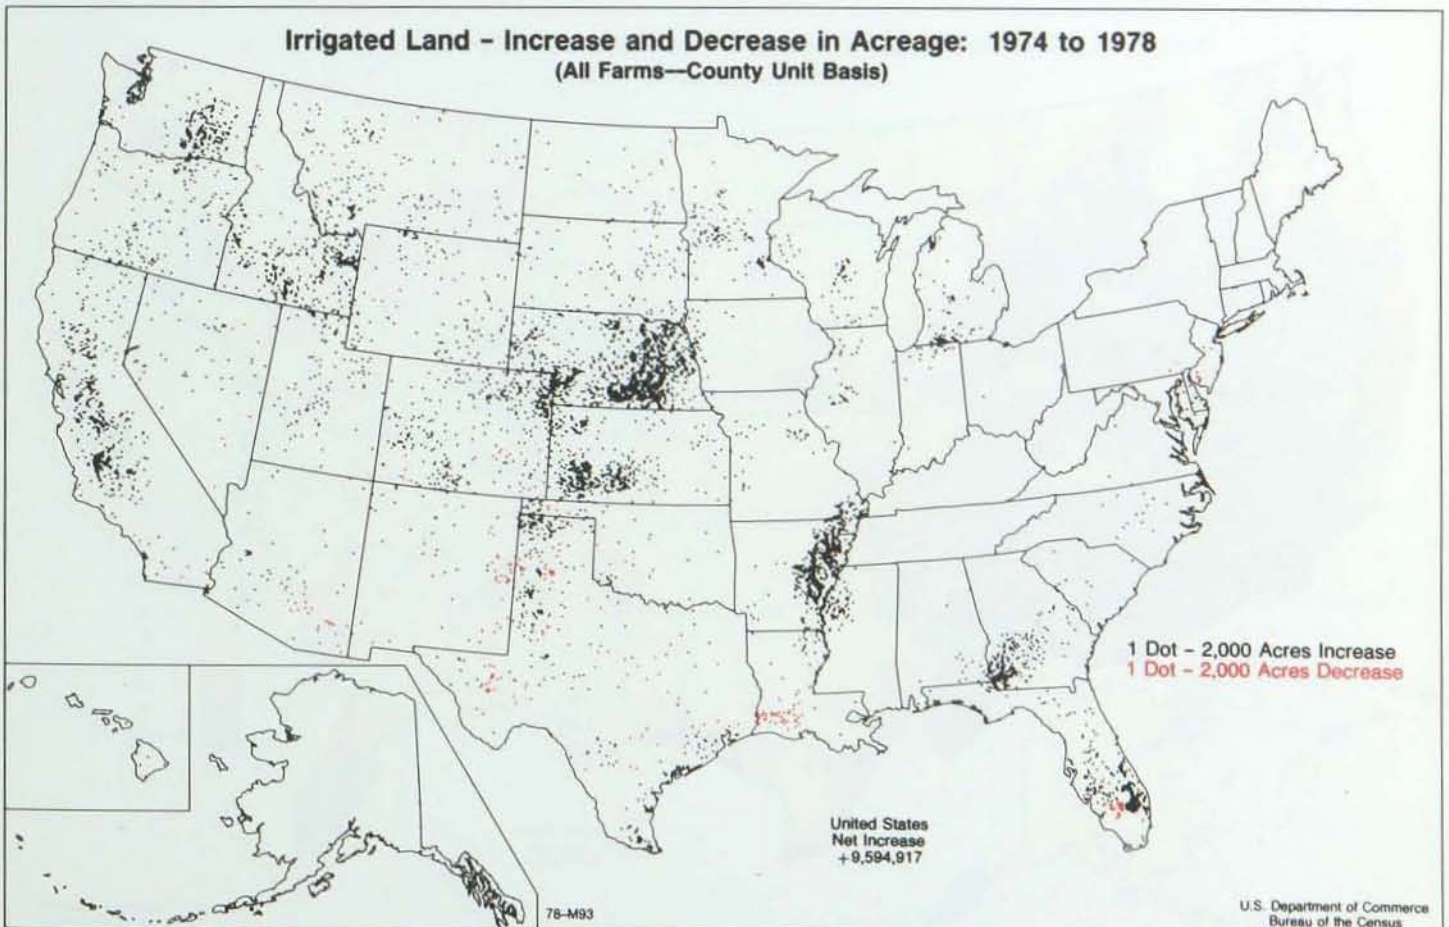 Irrigated Land – Increase and Decrease in Acreage: 1974 to 1978
(All Farms—County Unit Basis)
1 Dot – 2,000 Acres Increase
1 Dot – 2,000 Acres Decrease
United States
Net Increase
+9,594,917
78–M93
U.S. Department of Commerce
Bureau of the Census